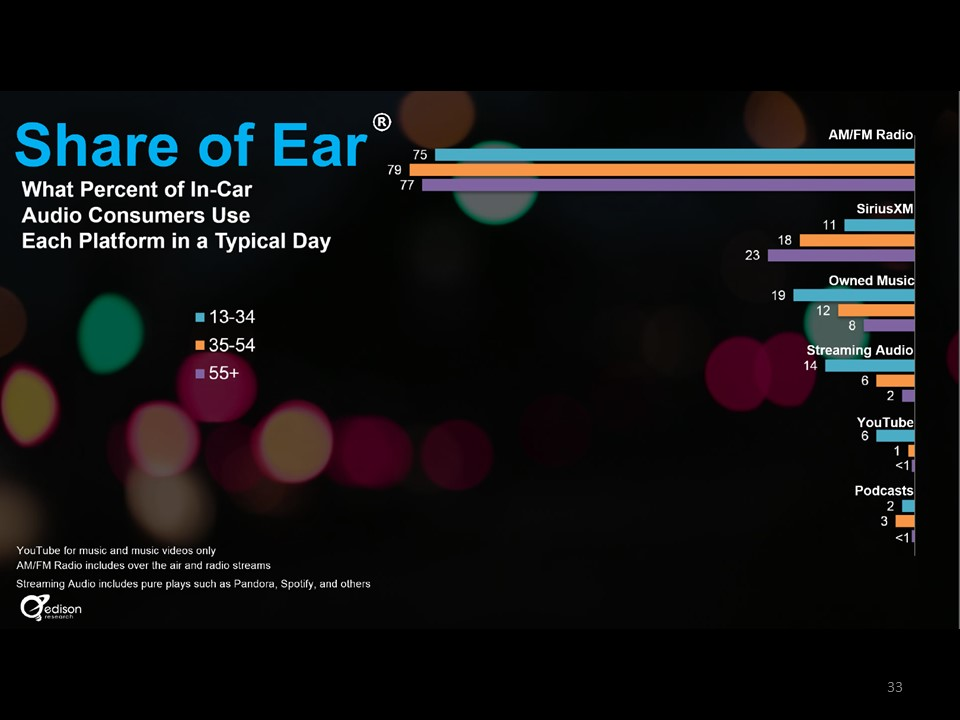 Share of Ear®
What Percent of In-Car
Audio Consumers Use
Each Platform in a Typical Day
13-34
35-54
55+
AM/FM Radio
75
79
77
SiriusXM
11
18
23
Owned Music
19
12
8
Streaming Audio
14
6
2
YouTube
6
1
<1
Podcasts
2
3
<1
YouTube for music and music videos only
AM/FM Radio includes over the air and radio streams
Streaming Audio includes pure plays such as Pandora, Spotify, and others
edison
research
33